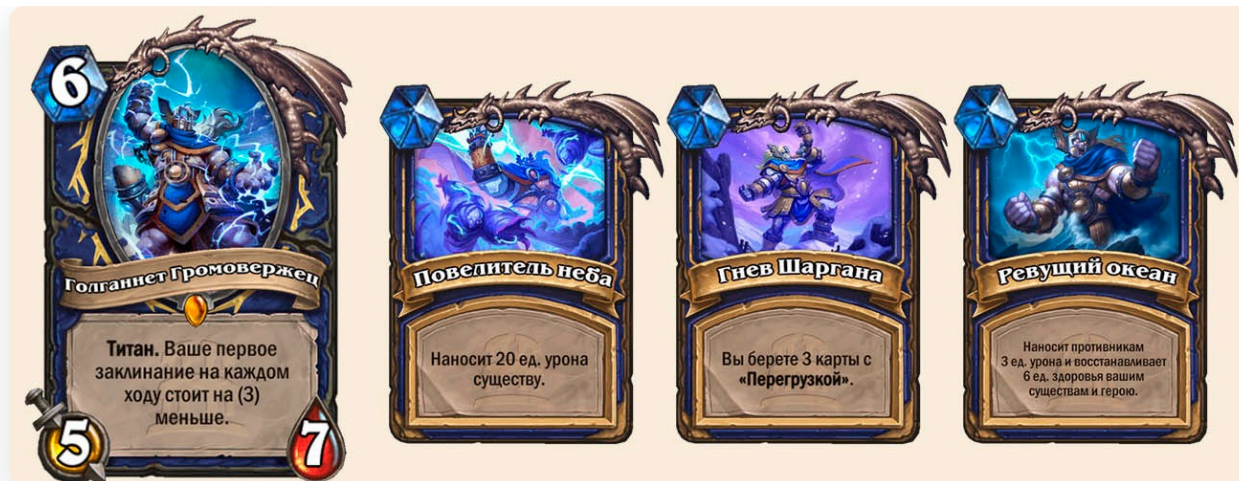 6
Голганнет Громовержец
Титан. Ваше первое
заклинание на каждом
ходу стоит на (3)
меньше.
5
7
Повелитель неба
Наносит 20 ед. урона
существу.
Гнев Шаргана
Вы берете 3 карты с
«Перегрузкой».
Ревущий океан
Наносит противникам
3 ед. урона и восстанавливает
6 ед. здоровья вашим
существам и герою.